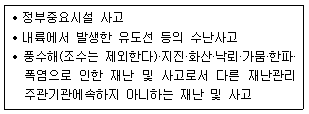 • 정부중요시설 사고
• 내륙에서 발생한 유도선 등의 수난사고
• 풍수해(조수는 제외한다)·지진·화산·낙뢰·가뭄·한파·
폭염으로 인한 재난 및 사고로서 다른 재난관리
주관기관에속하지 아니하는 재난 및 사고